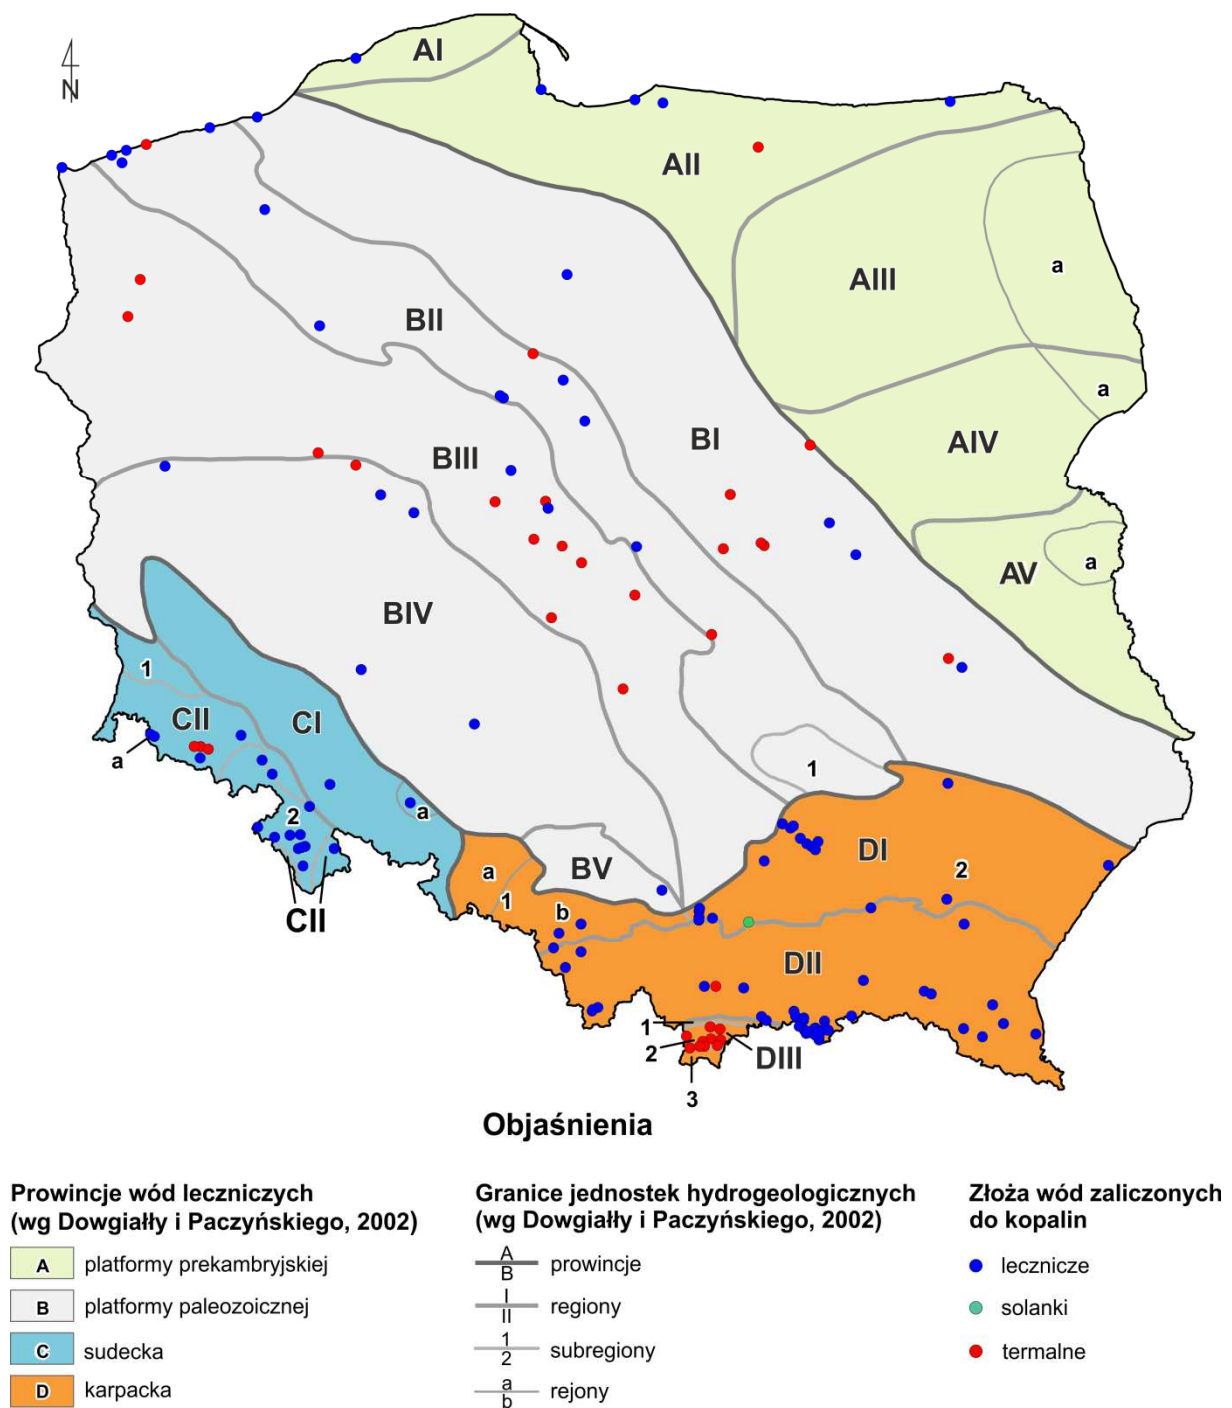 N
AI
AII
AIII
a
BII
a
AIV
BI
BIII
AV
a
BIV
1
CII
CI
a
1
2
a
DI
BV
a
2
1
b
CII
DII
1
2
DIII
3
Objaśnienia
Prowincje wód leczniczych
(wg Dowgiałły i Paczyńskiego, 2002)
A platformy prekambryjskiej
B platformy paleozoicznej
C sudecka
D karpacka
Granice jednostek hydrogeologicznych
(wg Dowgiałły i Paczyńskiego, 2002)
A
B
prowincje
I
II
regiony
1
2
subregiony
a
b
rejony
Złoża wód zaliczonych
do kopalin
lecznicze
solanki
termalne